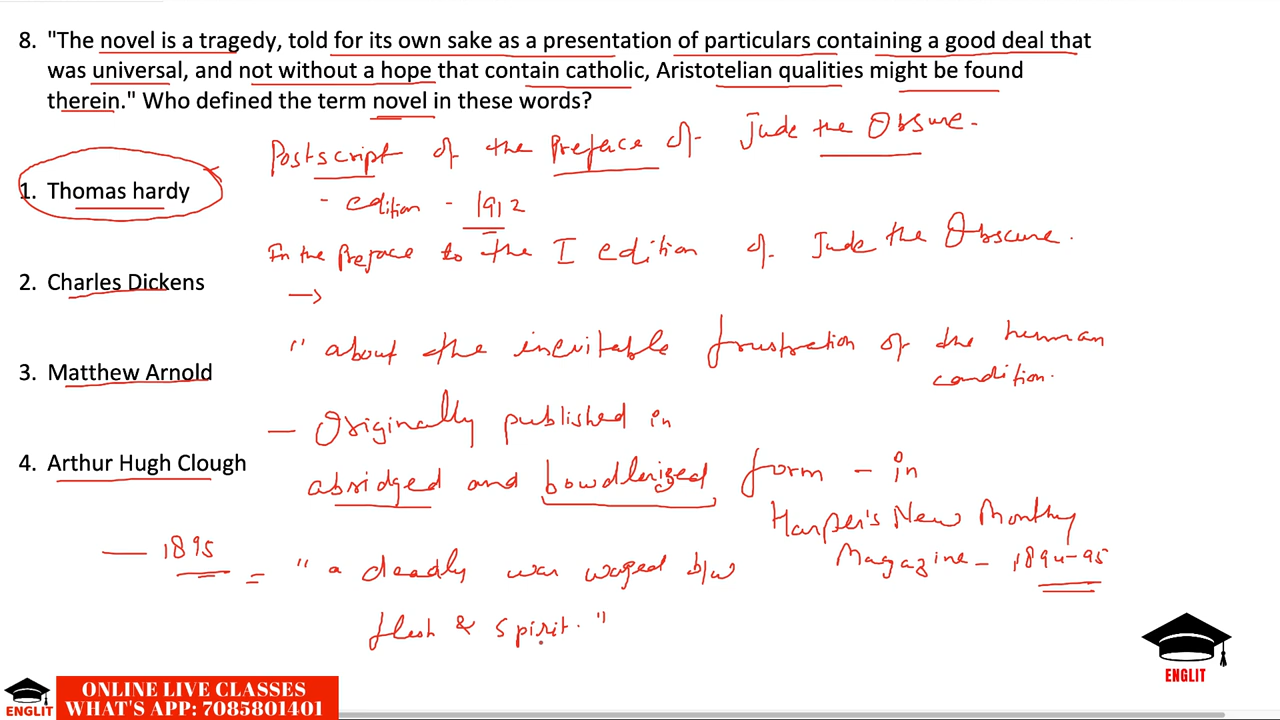 8. "The novel is a tragedy, told for its own sake as a presentation of particulars containing a good deal that
was universal, and not without a hope that contain catholic, Aristotelian qualities might be found
therein." Who defined the term novel in these words?
Postscript of the Preface of Jude the Obsure.
1. Thomas hardy
- edition - 1912
In the Preface to the I edition of Jude the Obscure.
2. Charles Dickens
→
" about the inevitable frustration of the human
condition.
3. Matthew Arnold
- Originally published in
4. Arthur Hugh Clough
abridged and bowdlerized form - in
Harper's New Monthly
Magazine - 1894-95
- 1895 = " a deadly war waged b/w
flesh & spirit. "
ENGLIT
ENGLIT
ONLINE LIVE CLASSES
WHAT'S APP: 7085801401